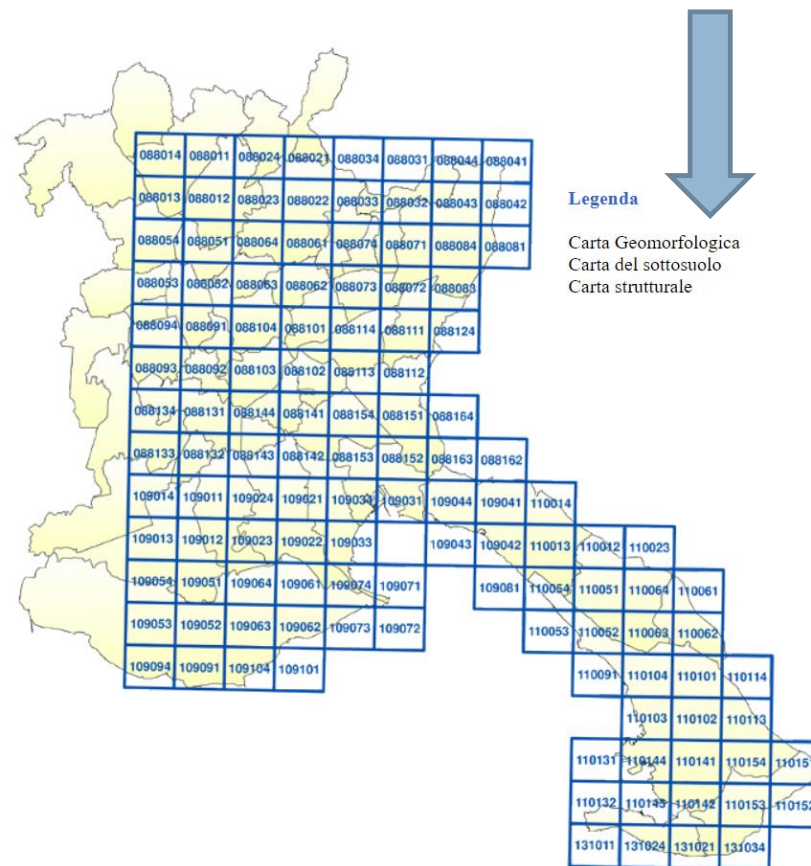 088014 088011 088024 088021 088034 088031 088044 088041
088013 088012 088023 088022 088033 088032 088043 088042
088054 088051 088064 088061 088074 088071 088084 088081
088053 088052 088063 088062 088073 088072 088083
088094 088091 088104 088101 088114 088111 088124
088093 088092 088103 088102 088113 088112
088134 088131 088144 088141 088154 088151 088164
088133 088132 088143 088142 088153 088152 088163 088162
109014 109011 109024 109021 109034 109031 109044 109041 110014
109013 109012 109023 109022 109033 109043 109042 110013 110012 110023
109054 109051 109064 109061 109074 109071 109081 110054 110051 110064 110061
109053 109052 109063 109062 109073 109072 110053 110052 110063 110062
109094 109091 109104 109101 110091 110104 110101 110114
110103 110102 110113
110131 110144 110141 110154 110151
110132 110143 110142 110153 110152
131011 131024 131021 131034
Legenda
Carta Geomorfologica
Carta del sottosuolo
Carta strutturale